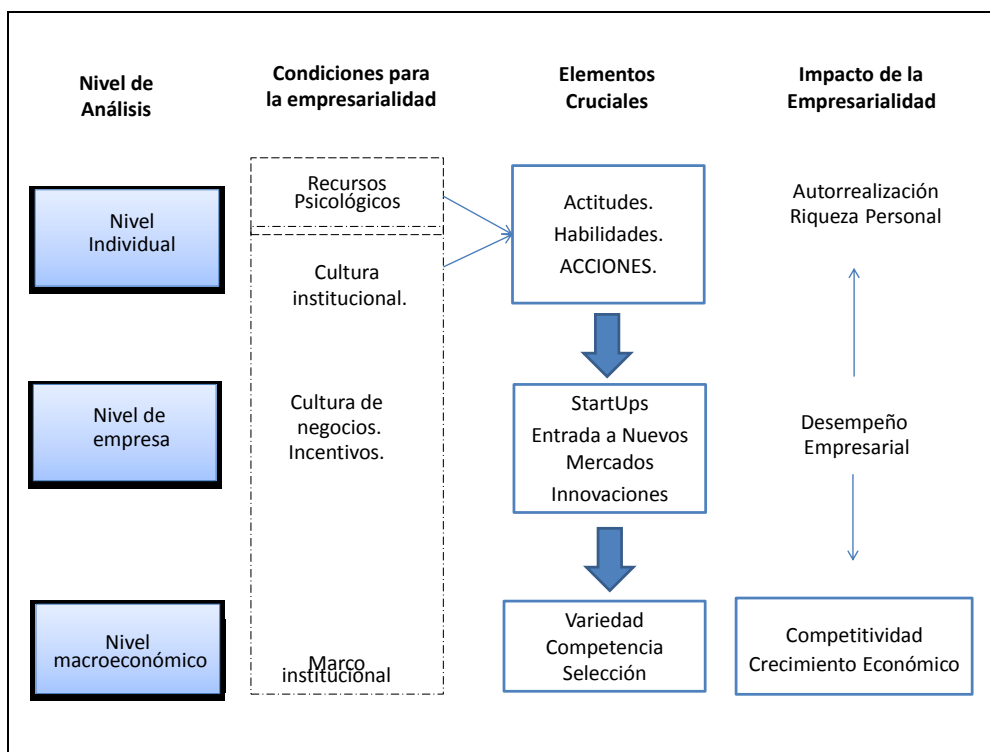 Nivel de
Análisis
Condiciones para
la empresarialidad
Elementos
Cruciales
Impacto de la
Empresarialidad
Nivel
Individual
Recursos
Psicológicos
Cultura
institucional.
Actitudes.
Habilidades.
ACCIONES.
Autorrealización
Riqueza Personal
Nivel de
empresa
Cultura de
negocios.
Incentivos.
StartUps
Entrada a Nuevos
Mercados
Innovaciones
Desempeño
Empresarial
Nivel
macroeconómico
Marco
institucional
Variedad
Competencia
Selección
Competitividad
Crecimiento Económico